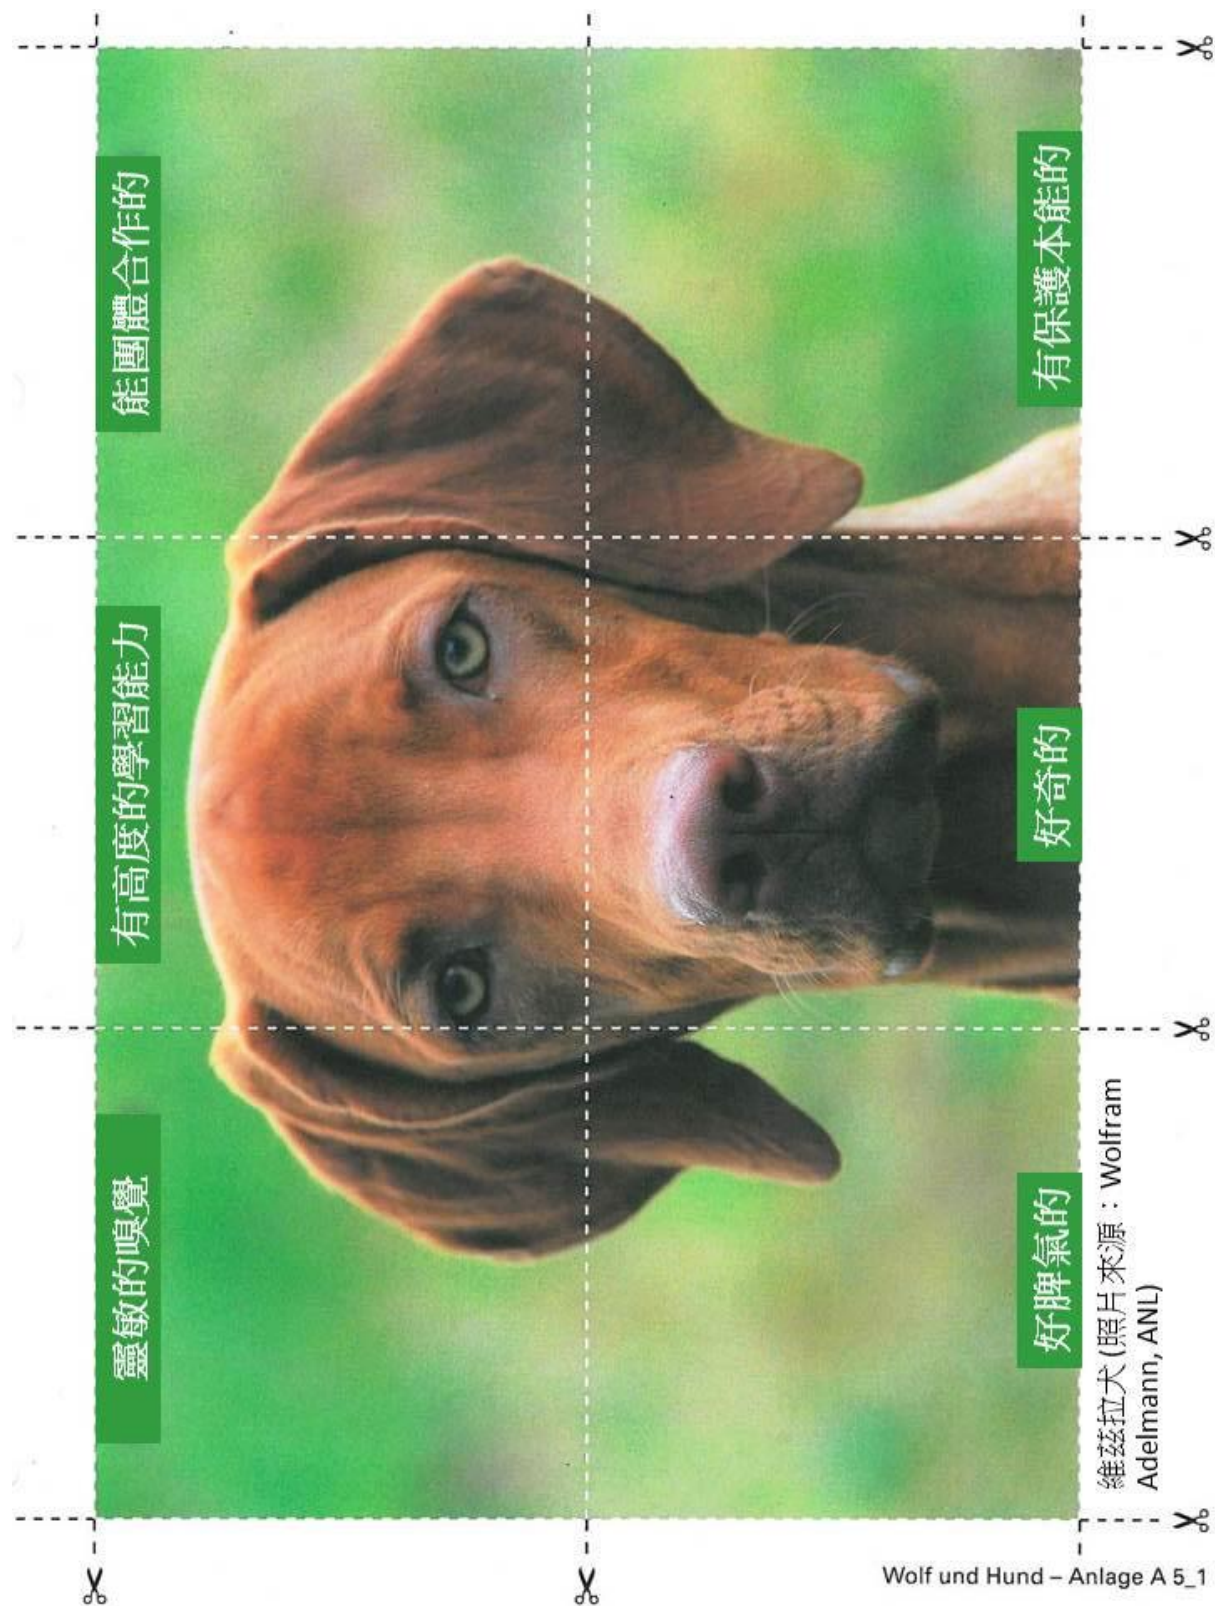 靈敏的嗅覺
有高度的學習能力
能團體合作的
好脾氣的
好奇的
有保護本能的
維茲拉犬 (照片來源：Wolfram
Adelmann, ANL)
Wolf und Hund – Anlage A 5_1